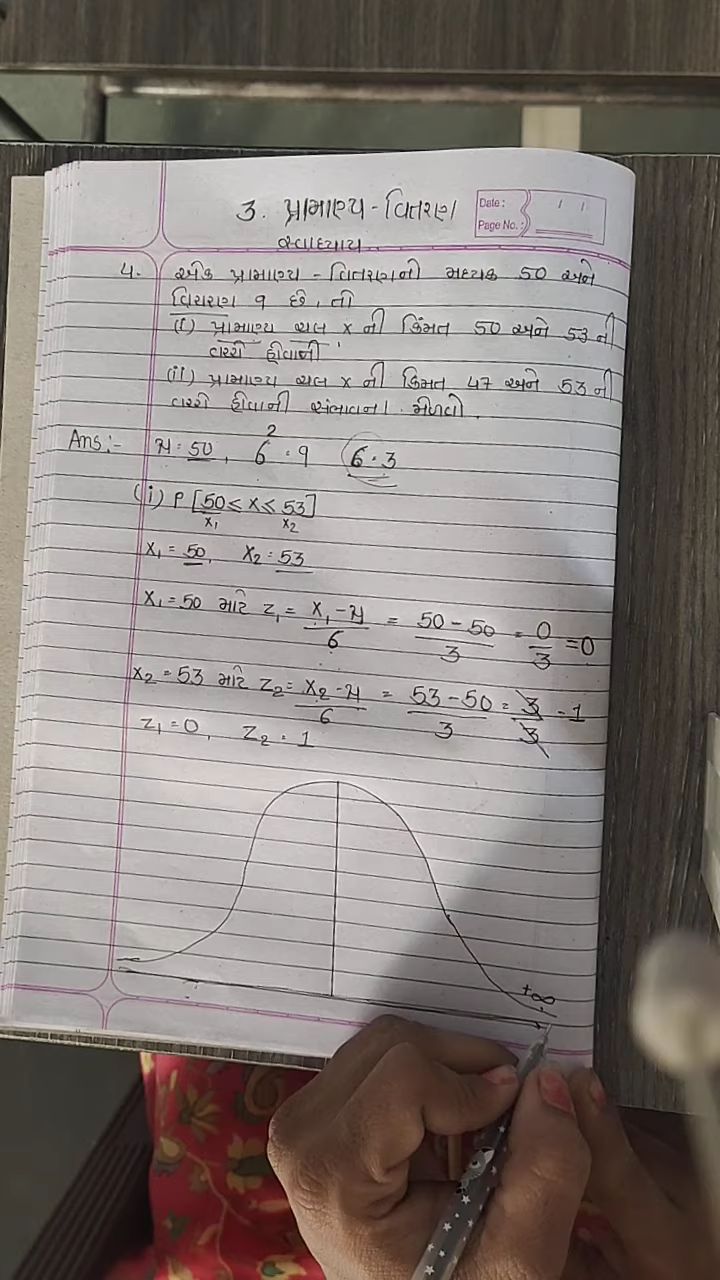 3. પ્રામાણ્ય-વિતરણ
Date: / /
Page No.:
સ્વાધ્યાય
4. એક પ્રામાણ્ય-વિતરણનો મધ્યક 50 અને
વિચરણ 9 છે, તો
(i) પ્રામાણ્ય ચલ x ની કિંમત 50 અને 53 ની
વચ્ચે હોવાની
(ii) પ્રામાણ્ય ચલ x ની કિંમત 47 અને 53 ની
વચ્ચે હોવાની સંભાવના મેળવો.
Ans:- μ = 50, σ² = 9 σ = 3
(i) P [50 ≤ x ≤ 53]
x₁ x₂
x₁ = 50, x₂ = 53
x₁ = 50 માટે z₁ = x₁-μ/σ = 50-50/3 = 0/3 = 0
x₂ = 53 માટે z₂ = x₂-μ/σ = 53-50/3 = 3/3 = 1
z₁ = 0, z₂ = 1
+∞